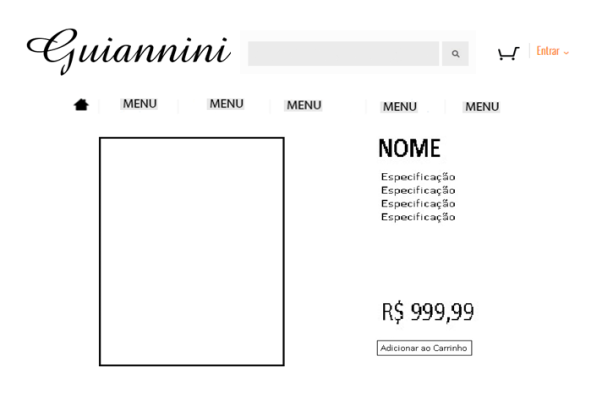 Guiannini
Entrar
MENU MENU MENU MENU MENU
NOME
Especificação
Especificação
Especificação
Especificação
R$ 999,99
Adicionar ao Carrinho